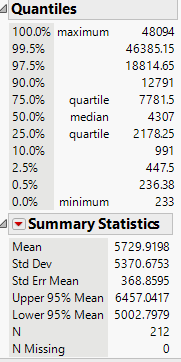 Quantiles
100.0% maximum 48094
99.5% 46385.15
97.5% 18814.65
90.0% 12791
75.0% quartile 7781.5
50.0% median 4307
25.0% quartile 2178.25
10.0% 991
2.5% 447.5
0.5% 236.38
0.0% minimum 233
Summary Statistics
Mean 5729.9198
Std Dev 5370.6753
Std Err Mean 368.8595
Upper 95% Mean 6457.0417
Lower 95% Mean 5002.7979
N 212
N Missing 0